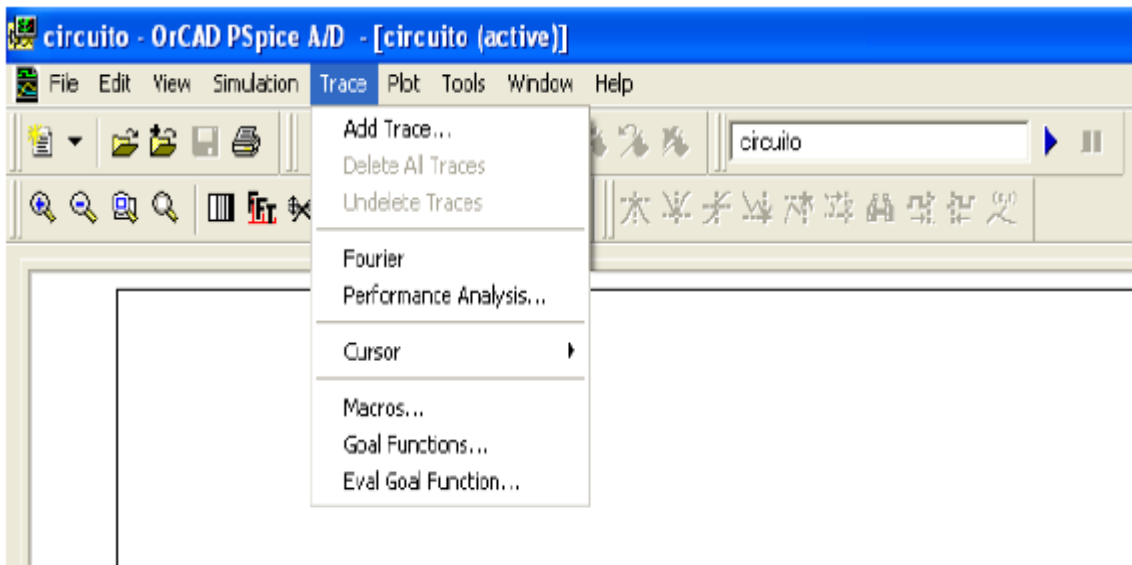 circuito - OrCAD PSpice A/D - [circuito (active)]
File Edit View Simulation Trace Plot Tools Window Help
Add Trace...
circuito
Delete All Traces
Undelete Traces
FFT
Fourier
Performance Analysis...
Cursor
Macros...
Goal Functions...
Eval Goal Function...